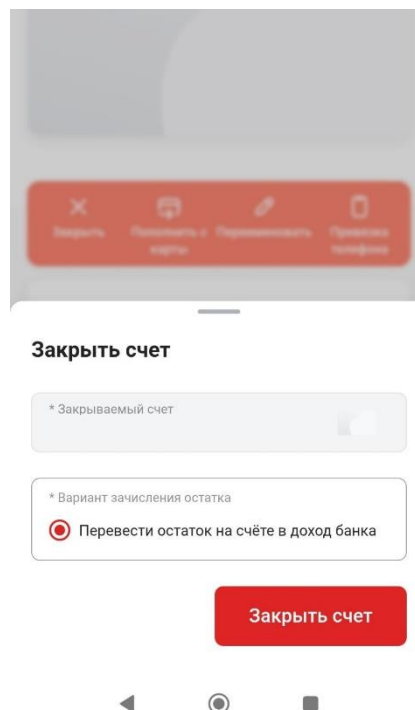 Закрыть счет
* Закрываемый счет
* Вариант зачисления остатка
Перевести остаток на счёте в доход банка
Закрыть счет